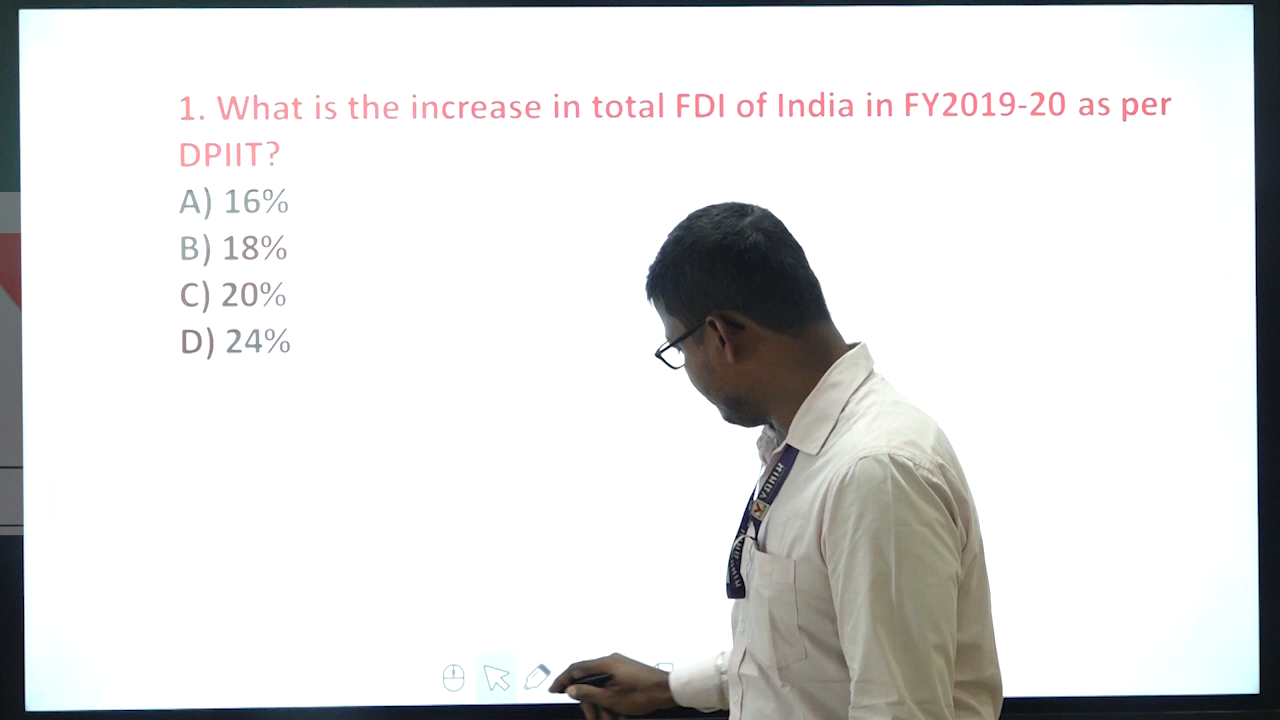 1. What is the increase in total FDI of India in FY2019-20 as per
DPIIT?
A) 16%
B) 18%
C) 20%
D) 24%